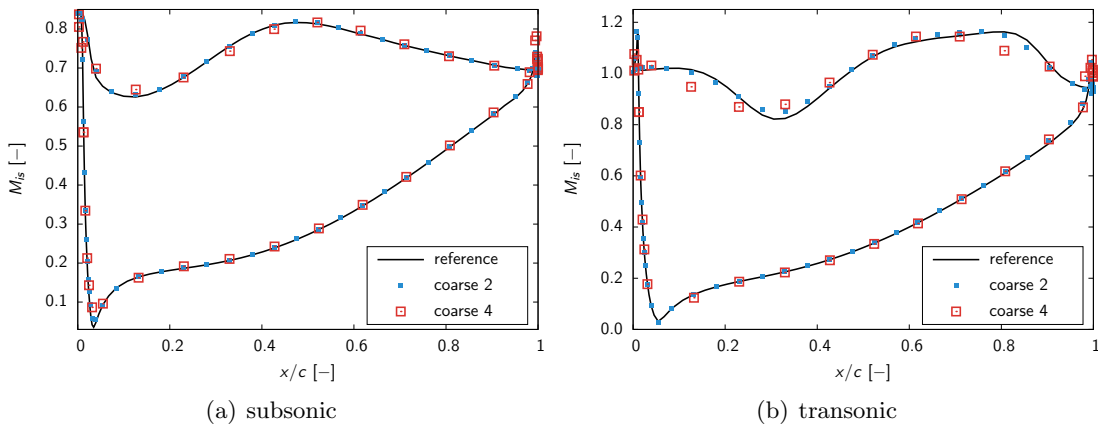 0.8
0.7
0.6
0.5
0.4
0.3
0.2
0.1
M_is [−]
0 0.2 0.4 0.6 0.8 1
x/c [−]
reference
coarse 2
coarse 4
(a) subsonic
1.2
1.0
0.8
0.6
0.4
0.2
0.0
M_is [−]
0 0.2 0.4 0.6 0.8 1
x/c [−]
reference
coarse 2
coarse 4
(b) transonic